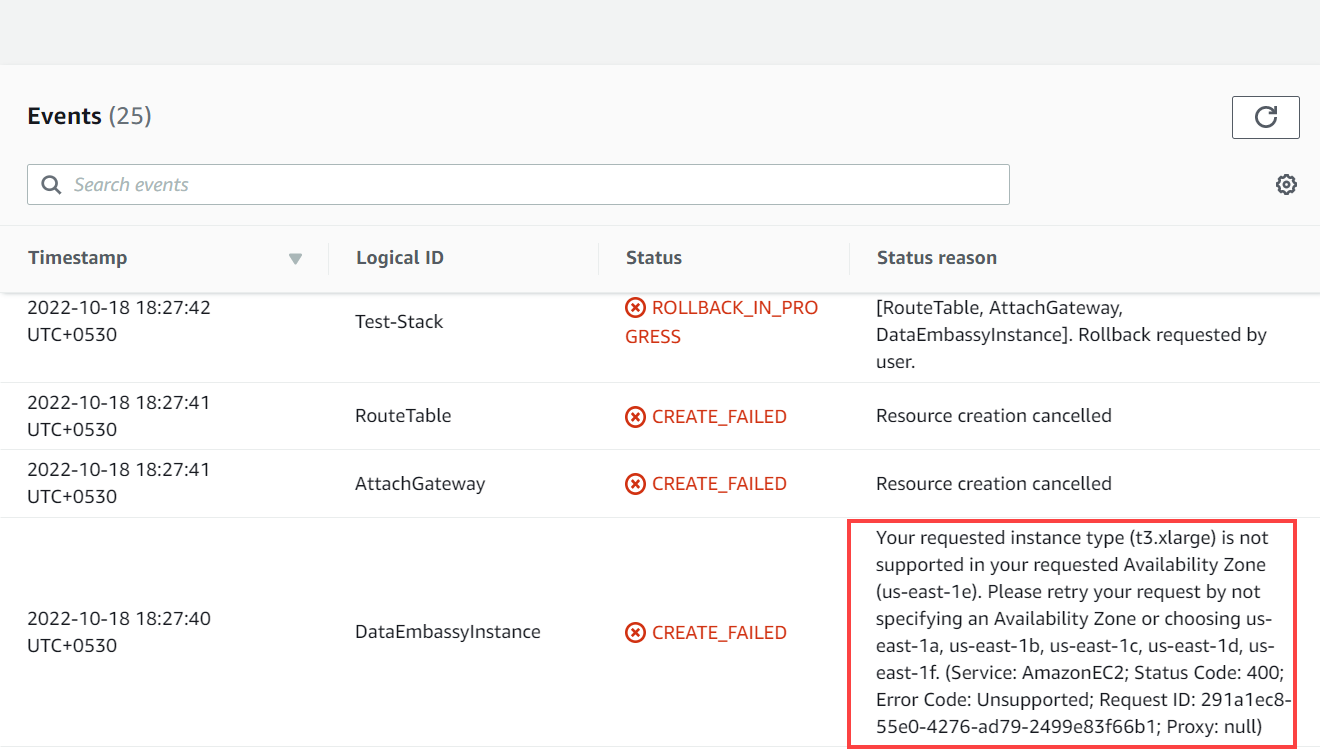 Events (25)
Search events
Timestamp
Logical ID
Status
Status reason
2022-10-18 18:27:42
UTC+0530
Test-Stack
ROLLBACK_IN_PRO
GRESS
[RouteTable, AttachGateway,
DataEmbassyInstance]. Rollback requested by
user.
2022-10-18 18:27:41
UTC+0530
RouteTable
CREATE_FAILED
Resource creation cancelled
2022-10-18 18:27:41
UTC+0530
AttachGateway
CREATE_FAILED
Resource creation cancelled
2022-10-18 18:27:40
UTC+0530
DataEmbassyInstance
CREATE_FAILED
Your requested instance type (t3.xlarge) is not
supported in your requested Availability Zone
(us-east-1e). Please retry your request by not
specifying an Availability Zone or choosing us-
east-1a, us-east-1b, us-east-1c, us-east-1d, us-
east-1f. (Service: AmazonEC2; Status Code: 400;
Error Code: Unsupported; Request ID: 291a1ec8-
55e0-4276-ad79-2499e83f66b1; Proxy: null)